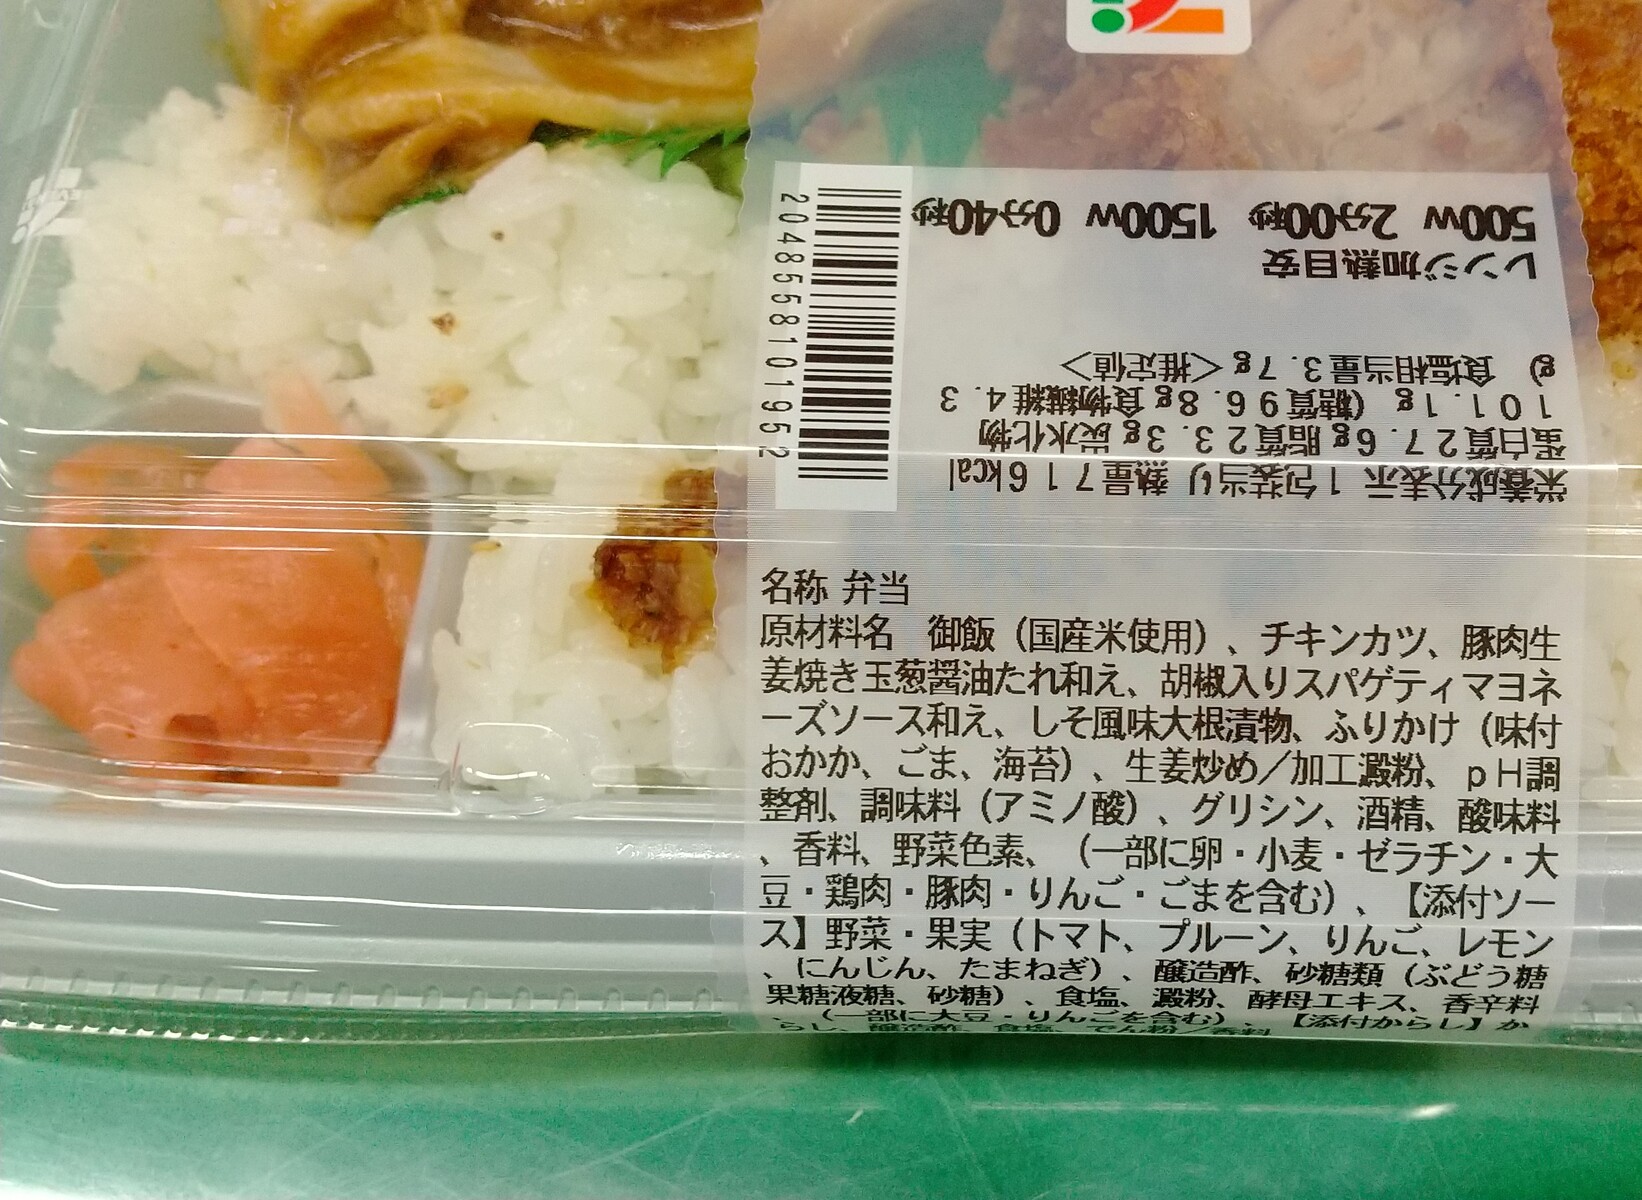 500W 2分00秒 1500W 0分40秒
レンジ加熱目安
栄養成分表示 1包装当り 熱量716kcal
蛋白質27.6g 脂質23.3g 炭水化物
101.1g (糖質96.8g 食物繊維4.3
g) 食塩相当量3.7g <推定値>
2048558101952
名称 弁当
原材料名 御飯（国産米使用）、チキンカツ、豚肉生
姜焼き玉葱醤油たれ和え、胡椒入りスパゲティマヨネ
ーズソース和え、しそ風味大根漬物、ふりかけ（味付
おかか、ごま、海苔）、生姜炒め／加工澱粉、ｐＨ調
整剤、調味料（アミノ酸）、グリシン、酒精、酸味料
、香料、野菜色素、（一部に卵・小麦・ゼラチン・大
豆・鶏肉・豚肉・りんご・ごまを含む）、【添付ソー
ス】野菜・果実（トマト、プルーン、りんご、レモン
、にんじん、たまねぎ）、醸造酢、砂糖類（ぶどう糖
果糖液糖、砂糖）、食塩、澱粉、酵母エキス、香辛料
、（一部に大豆・りんごを含む）、【添付からし】か
らし、醸造酢、食塩、でん粉、香料